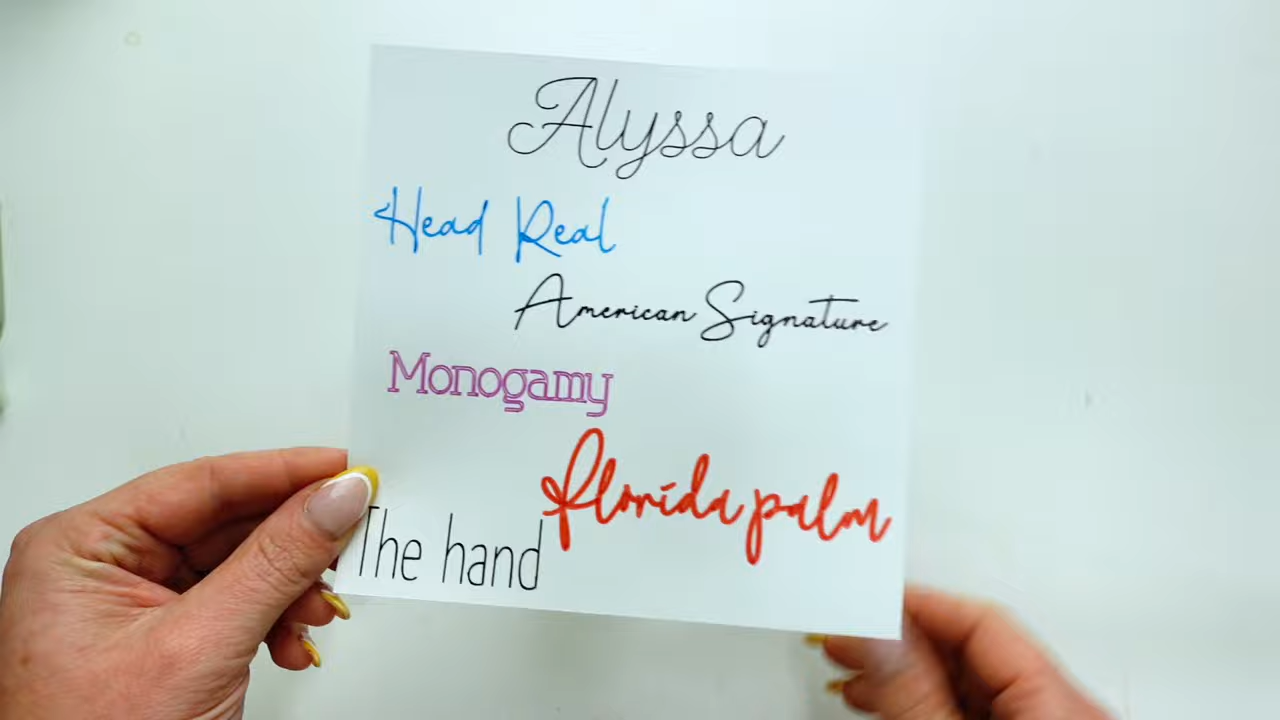 Alyssa
Head Real
American Signature
Monogamy
Florida palm
The hand